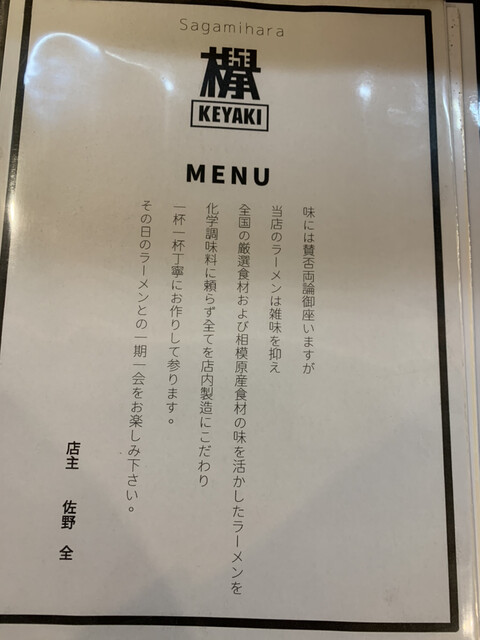 Sagamihara
欅
KEYAKI
MENU
味には賛否両論御座いますが
当店のラーメンは雑味を抑え
全国の厳選食材および相模原産食材の味を活かしたラーメンを
化学調味料に頼らず全てを店内製造にこだわり
一杯一杯丁寧にお作りして参ります。
その日のラーメンとの一期一会をお楽しみ下さい。
店主 佐野 全